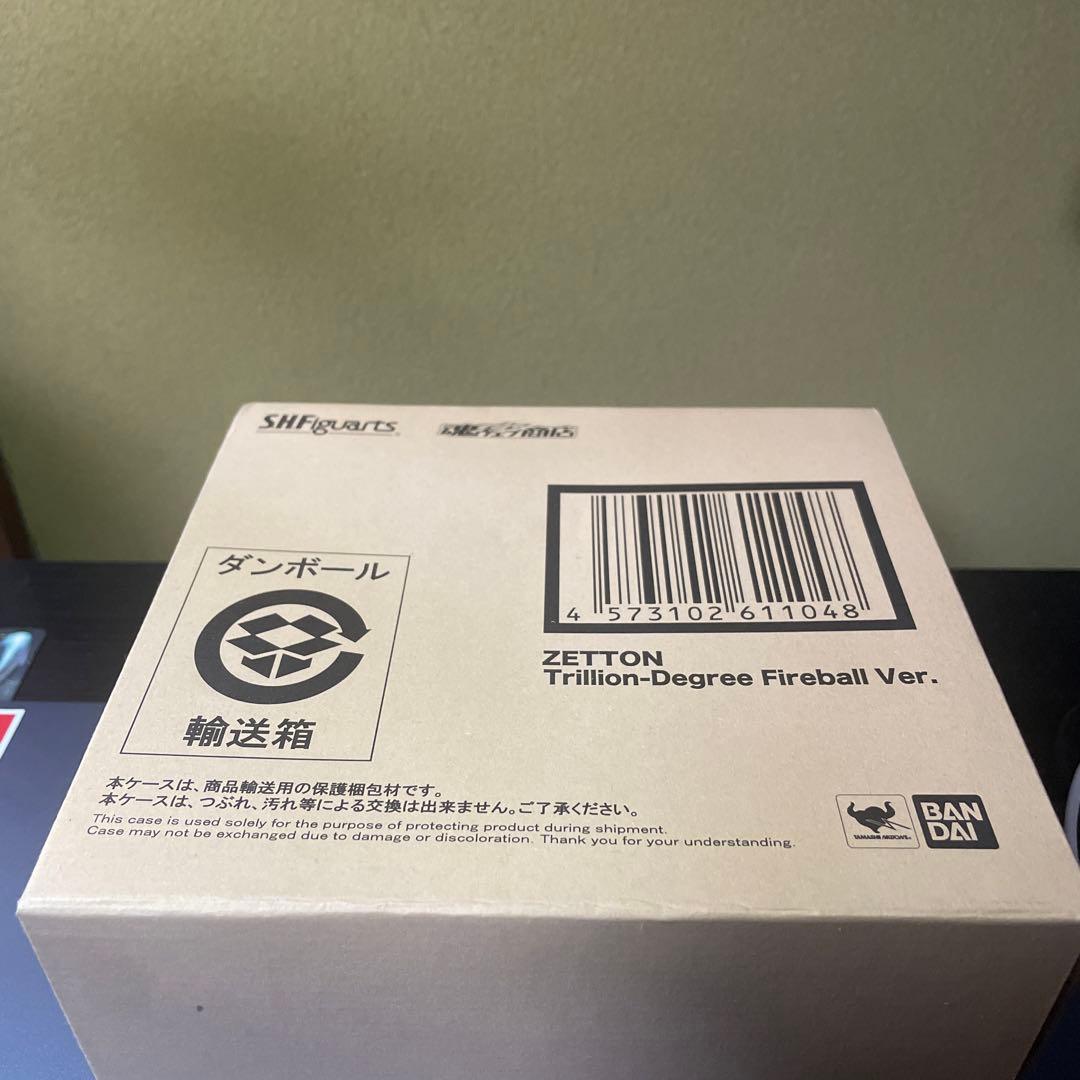 S.H.Figuarts
魂ウェブ商店
4 573102 611048
ZETTON
Trillion-Degree Fireball Ver.
ダンボール
輸送箱
本ケースは、商品輸送用の保護梱包材です。
本ケースは、つぶれ、汚れ等による交換は出来ません。ご了承ください。
This case is used solely for the purpose of protecting product during shipment.
Case may not be exchanged due to damage or discoloration. Thank you for your understanding.
TAMASHII NATIONS
BAN
DAI